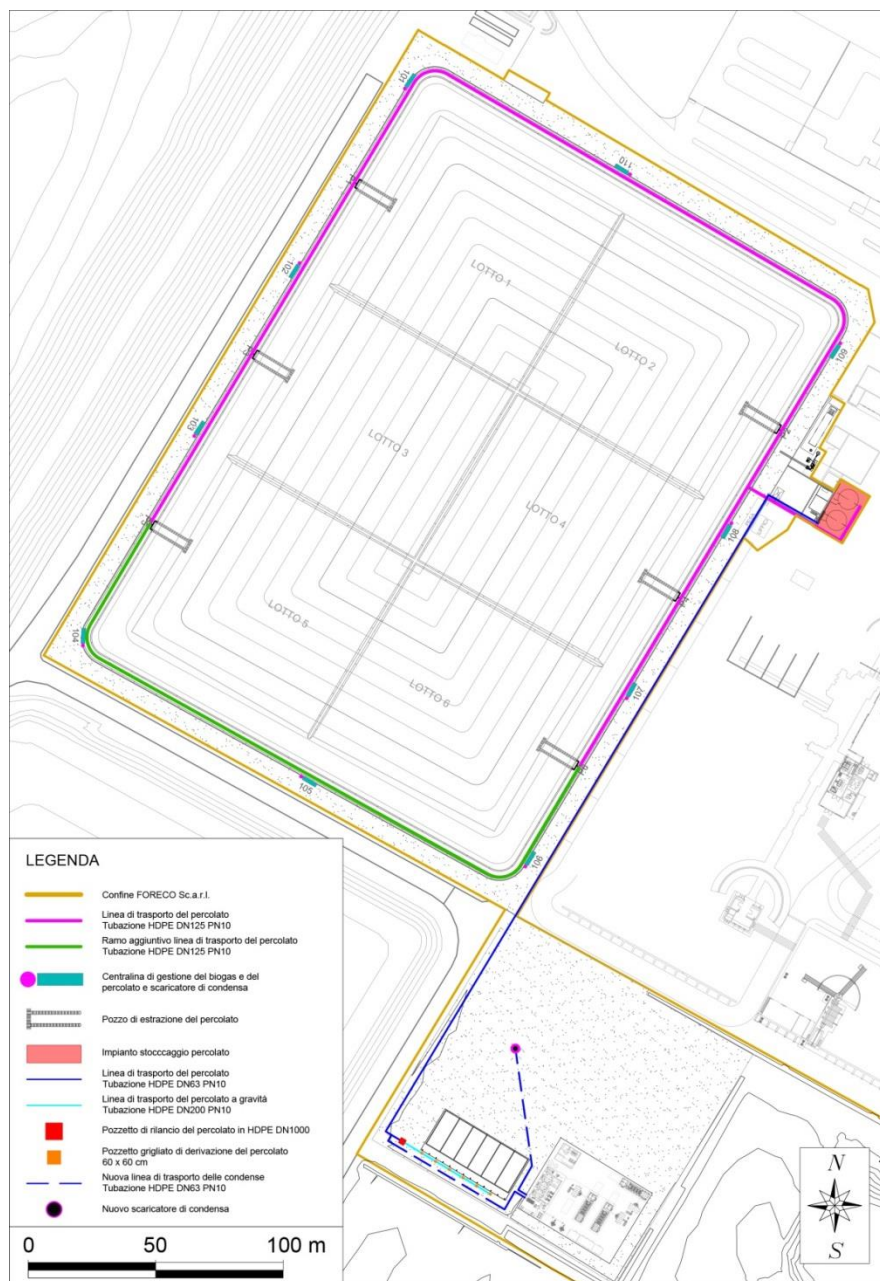 101
110
102
LOTTO 1
LOTTO 2
109
103
LOTTO 3
LOTTO 4
108
104
LOTTO 5
107
LOTTO 6
105
106
LEGENDA
Confine FORECO Sc.a.r.l.
Linea di trasporto del percolato
Tubazione HDPE DN125 PN10
Ramo aggiuntivo linea di trasporto del percolato
Tubazione HDPE DN125 PN10
Centralina di gestione del biogas e del
percolato e scaricatore di condensa
Pozzo di estrazione del percolato
Impianto stocccaggio percolato
Linea di trasporto del percolato
Tubazione HDPE DN63 PN10
Linea di trasporto del percolato a gravità
Tubazione HDPE DN200 PN10
Pozzetto di rilancio del percolato in HDPE DN1000
Pozzetto grigliato di derivazione del percolato
60 x 60 cm
Nuova linea di trasporto delle condense
Tubazione HDPE DN63 PN10
Nuovo scaricatore di condensa
0 50 100 m
N
S